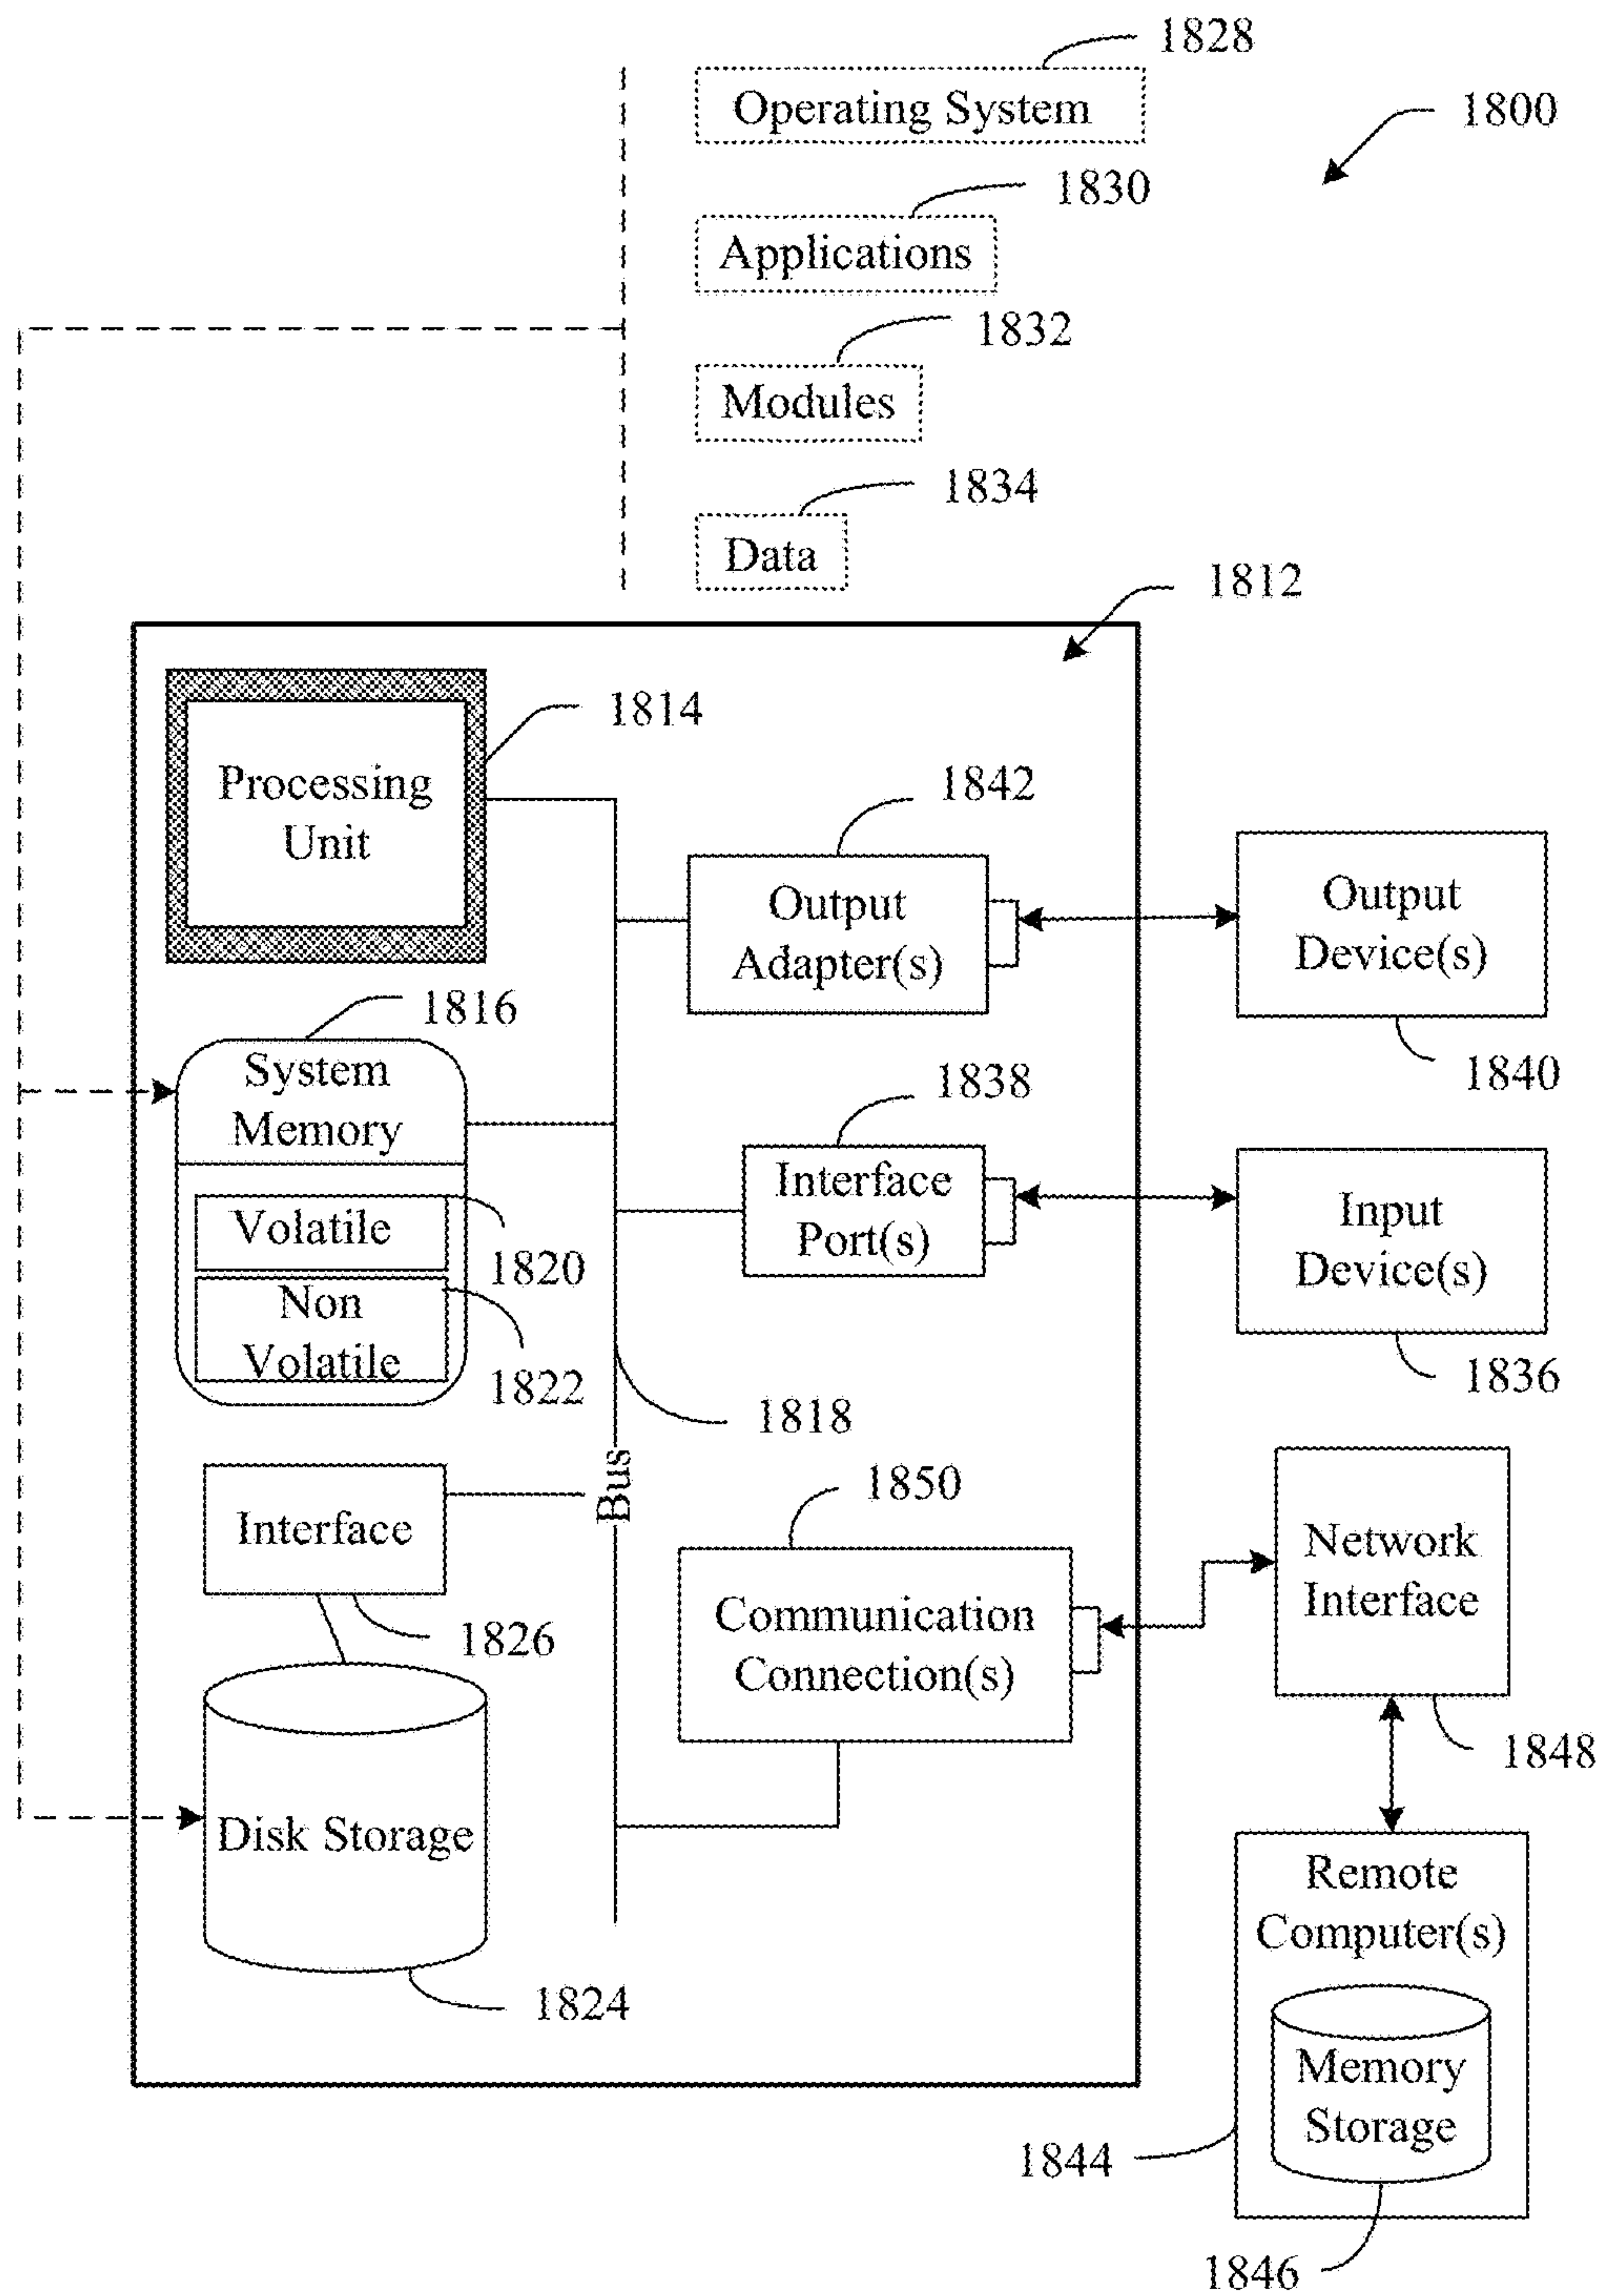 1828
Operating System
1800
1830
Applications
1832
Modules
1834
Data
1812
1814
Processing
Unit
1842
Output
Adapter(s)
Output
Device(s)
1840
1816
System
Memory
1838
Interface
Port(s)
Input
Device(s)
1836
Volatile
1820
Non
Volatile
1822
1818
Bus
1850
Interface
1826
Communication
Connection(s)
Network
Interface
1848
Disk Storage
1824
Remote
Computer(s)
Memory
Storage
1844
1846